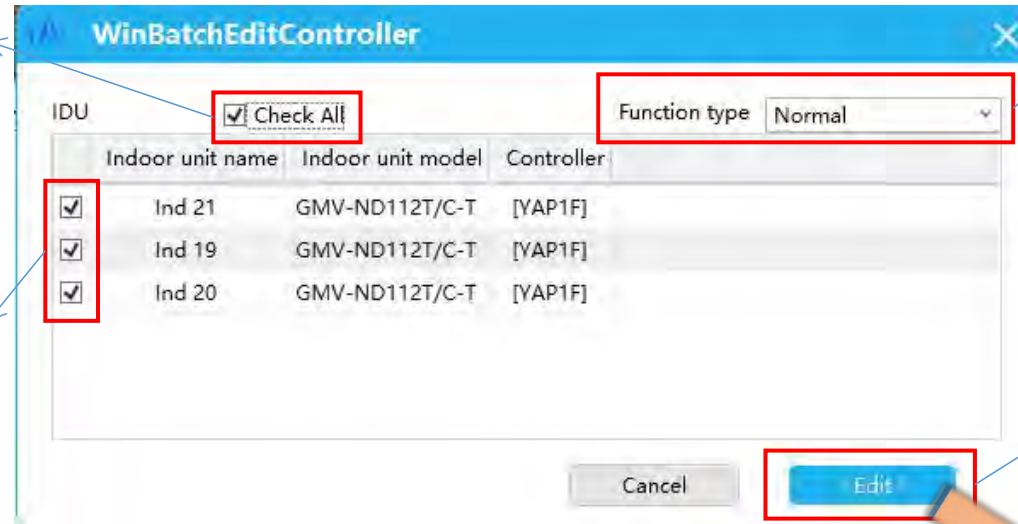 WinBatchEditController
IDU Check All Function type Normal
Indoor unit name Indoor unit model Controller
Ind 21 GMV-ND112T/C-T [YAP1F]
Ind 19 GMV-ND112T/C-T [YAP1F]
Ind 20 GMV-ND112T/C-T [YAP1F]
Cancel Edit